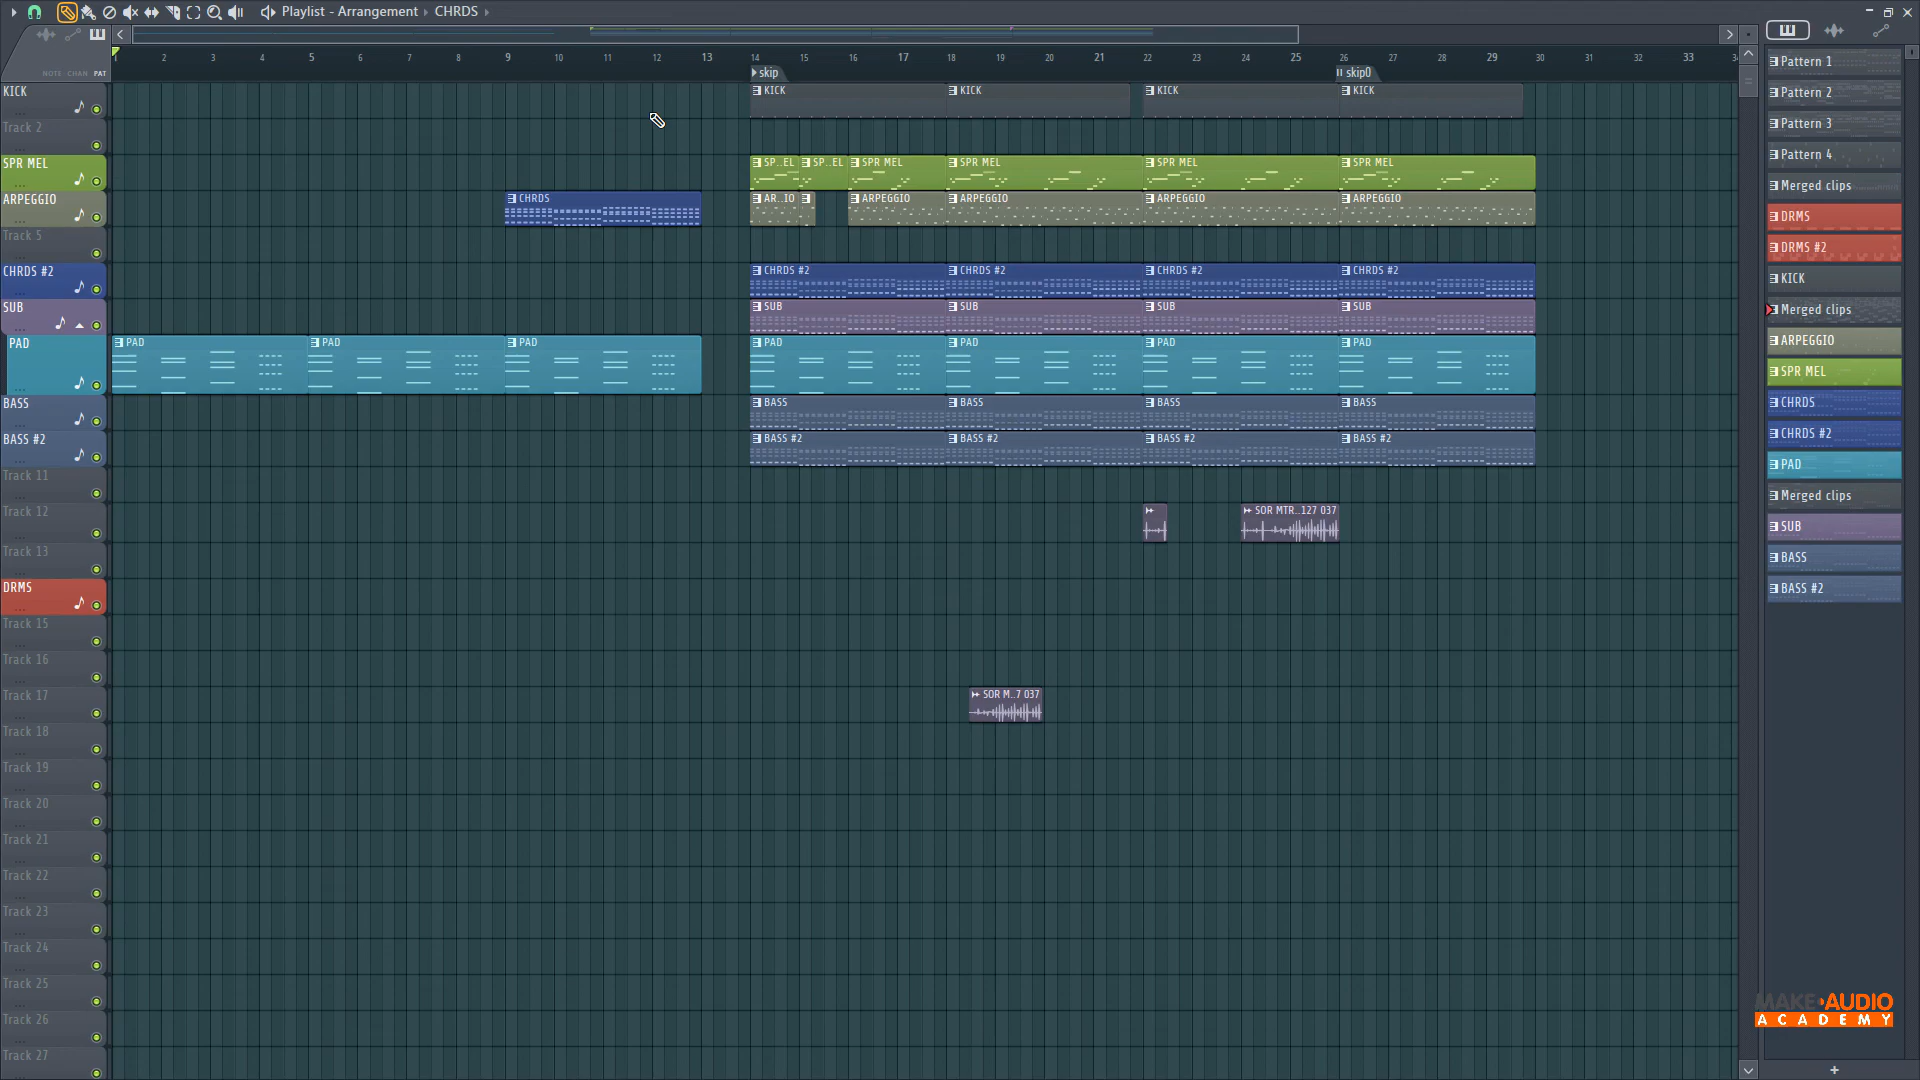 Playlist - Arrangement › CHRDS ›
NOTE CHAN PAT
1 2 3 4 5 6 7 8 9 10 11 12 13 14 15 16 17 18 19 20 21 22 23 24 25 26 27 28 29 30 31 32 33
skip skip0
KICK KICK KICK KICK KICK
Track 2
SPR MEL SP..EL SP..EL SPR MEL SPR MEL SPR MEL SPR MEL
ARPEGGIO CHRDS AR..IO ARPEGGIO ARPEGGIO ARPEGGIO ARPEGGIO
Track 5
CHRDS #2 CHRDS #2 CHRDS #2 CHRDS #2 CHRDS #2
SUB SUB SUB SUB SUB
PAD PAD PAD PAD PAD PAD PAD PAD
BASS BASS BASS BASS BASS
BASS #2 BASS #2 BASS #2 BASS #2 BASS #2
Track 11
Track 12 SOR MTR..127 037
Track 13
DRMS
Track 15
Track 16
Track 17 SOR M..7 037
Track 18
Track 19
Track 20
Track 21
Track 22
Track 23
Track 24
Track 25
Track 26
Track 27
Pattern 1
Pattern 2
Pattern 3
Pattern 4
Merged clips
DRMS
DRMS #2
KICK
Merged clips
ARPEGGIO
SPR MEL
CHRDS
CHRDS #2
PAD
Merged clips
SUB
BASS
BASS #2
MAKE AUDIO
ACADEMY